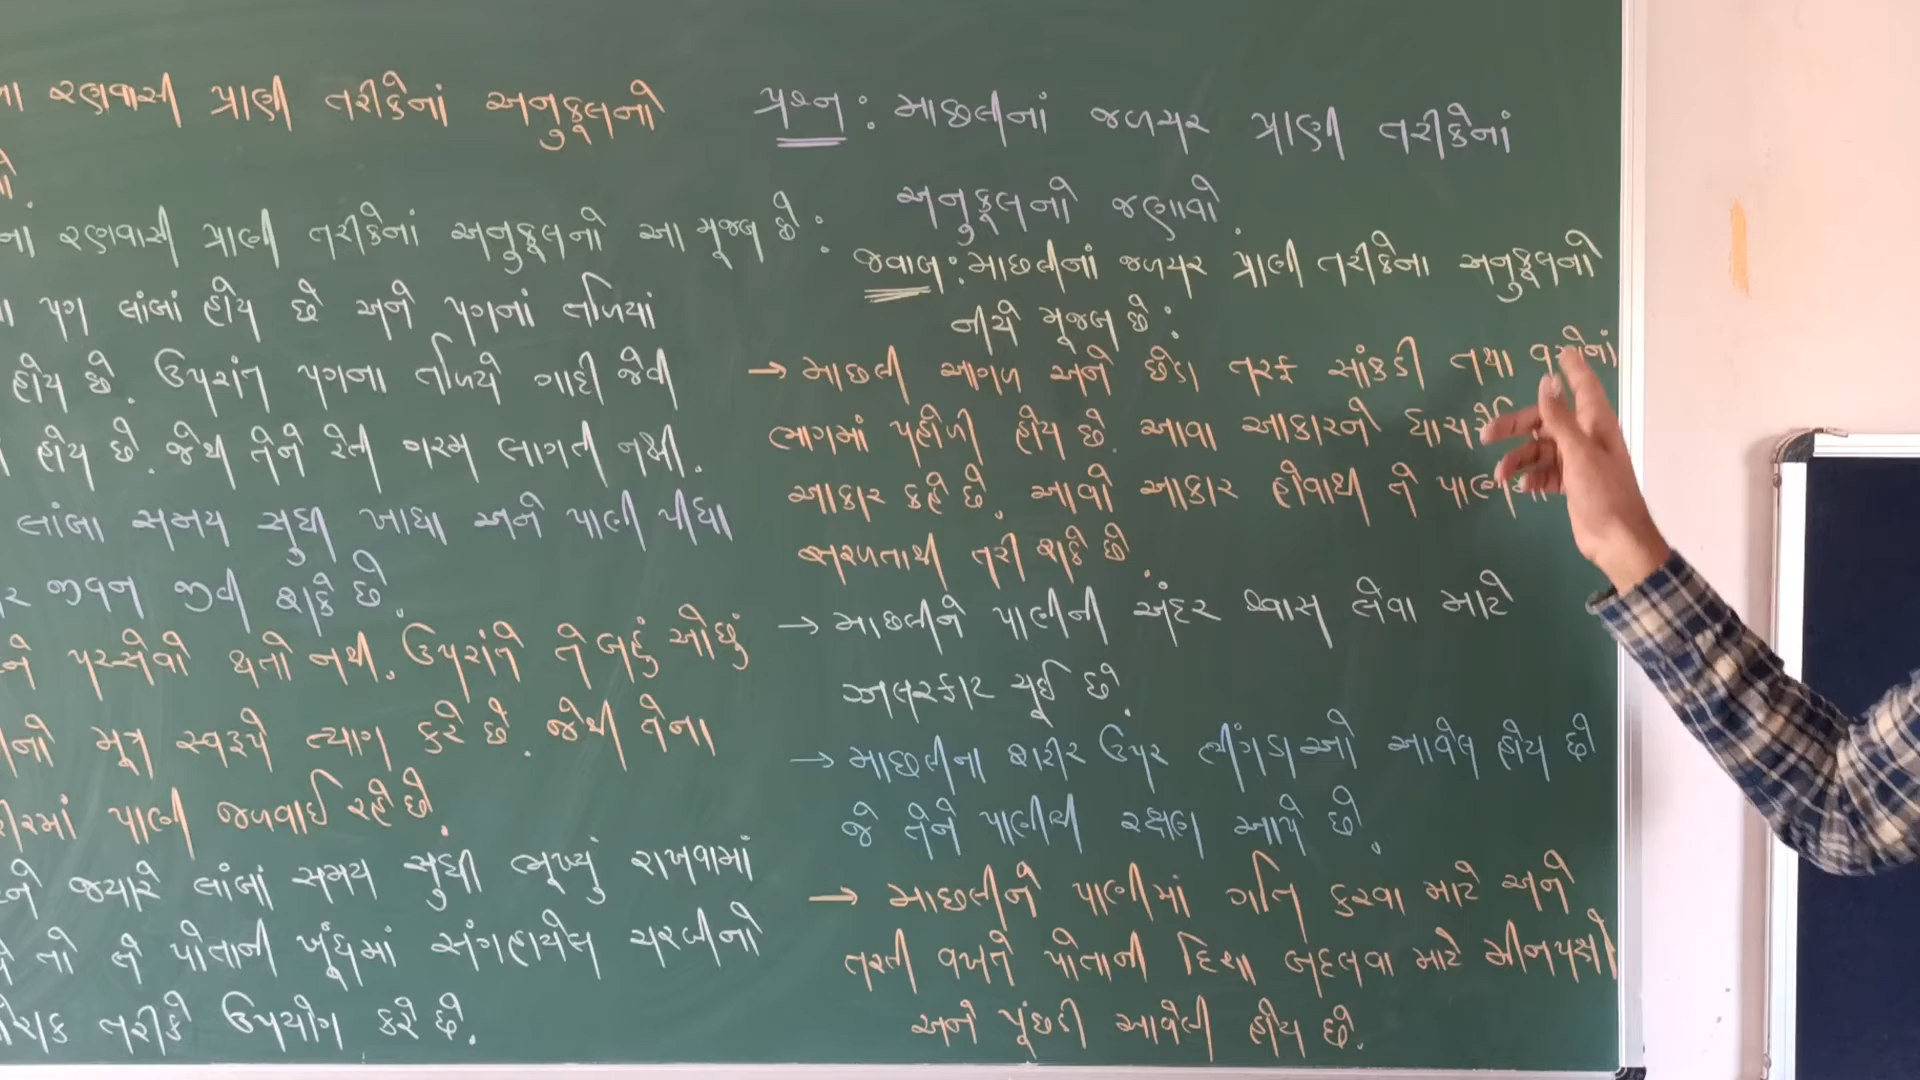 ના રણવાસી પ્રાણી તરીકેનાં અનુકૂલનો
નાં રણવાસી પ્રાણી તરીકેનાં અનુકૂલનો આ મૂજબ છે :
પગ લાંબાં હોય છે અને પગનાં તળિયાં
હોય છે. ઉપરાંત પગના તળિયે ગાદી જેવી
હોય છે. જેથી તેને રેતી ગરમ લાગતી નથી.
લાંબા સમય સુધી ખાધા અને પાણી પીધા
જીવન જીવી શકે છે.
ને પરસેવો થતો નથી. ઉપરાંત તે બહું ઓછું
મૂત્ર સ્વરૂપે ત્યાગ કરે છે. જેથી તેના
પાણી જળવાઈ રહે છે.
જયારે લાંબાં સમય સુધી ભૂખ્યું રાખવામાં
તો તે પોતાની ખૂંધમાં સંગ્રહાયેલ ચરબીનો
તરીકે ઉપયોગ કરે છે.
પ્રશ્ન : માછલીનાં જળચર પ્રાણી તરીકેનાં
અનુકૂલનો જણાવો.
જવાબ : માછલીનાં જળચર પ્રાણી તરીકેના અનુકૂલનો
નીચે મૂજબ છે :
→ માછલી આગળ અને છેડા તરફ સાંકડી તથા
ભાગમાં પહોળી હોય છે. આવા આકારને
આકાર કહે છે. આવો આકાર હોવાથી તે
સરળતાથી તરી શકે છે.
→ માછલીને પાણીની અંદર શ્વાસ લેવા માટે
ઝાલરફાટ ચૂઈ છે.
→ માછલીના શરીર ઉપર ભીંગડાઓ આવેલ હોય છે
જે તેને પાણીથી રક્ષણ આપે છે.
→ માછલીને પાણીમાં ગતિ કરવા માટે અને
તરતી વખતે પોતાની દિશા બદલવા માટે મીનપક્ષો
અને પૂંછડી આવેલી હોય છે.